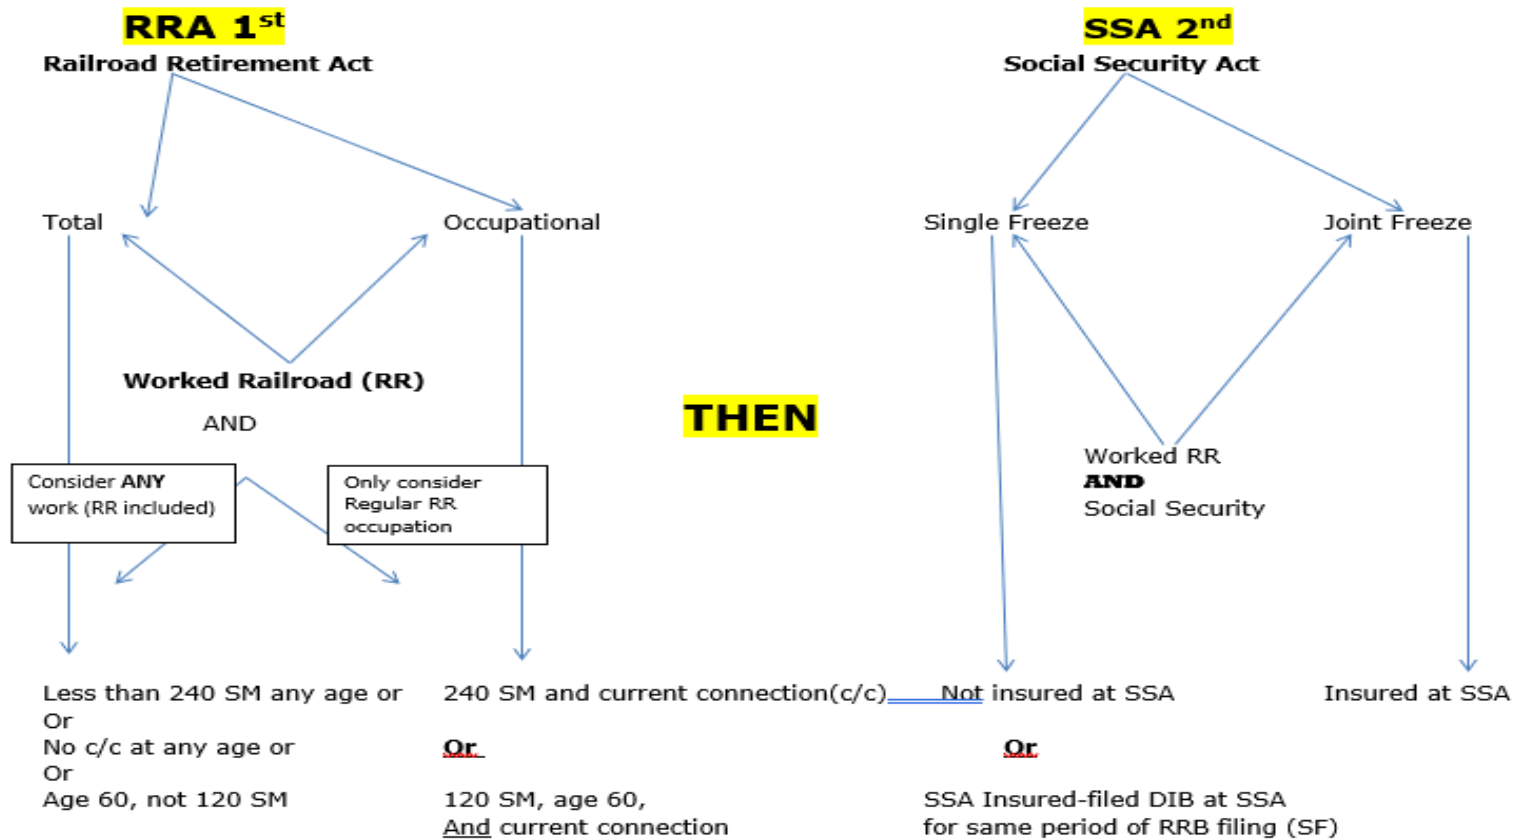 RRA 1st
Railroad Retirement Act
SSA 2nd
Social Security Act
Total
Occupational
Single Freeze
Joint Freeze
Worked Railroad (RR)
AND
THEN
Worked RR
AND
Social Security
Consider ANY
work (RR included)
Only consider
Regular RR
occupation
Less than 240 SM any age or
Or
No c/c at any age or
Or
Age 60, not 120 SM
240 SM and current connection(c/c)
Or
120 SM, age 60,
And current connection
Not insured at SSA
Or
SSA Insured-filed DIB at SSA
for same period of RRB filing (SF)
Insured at SSA